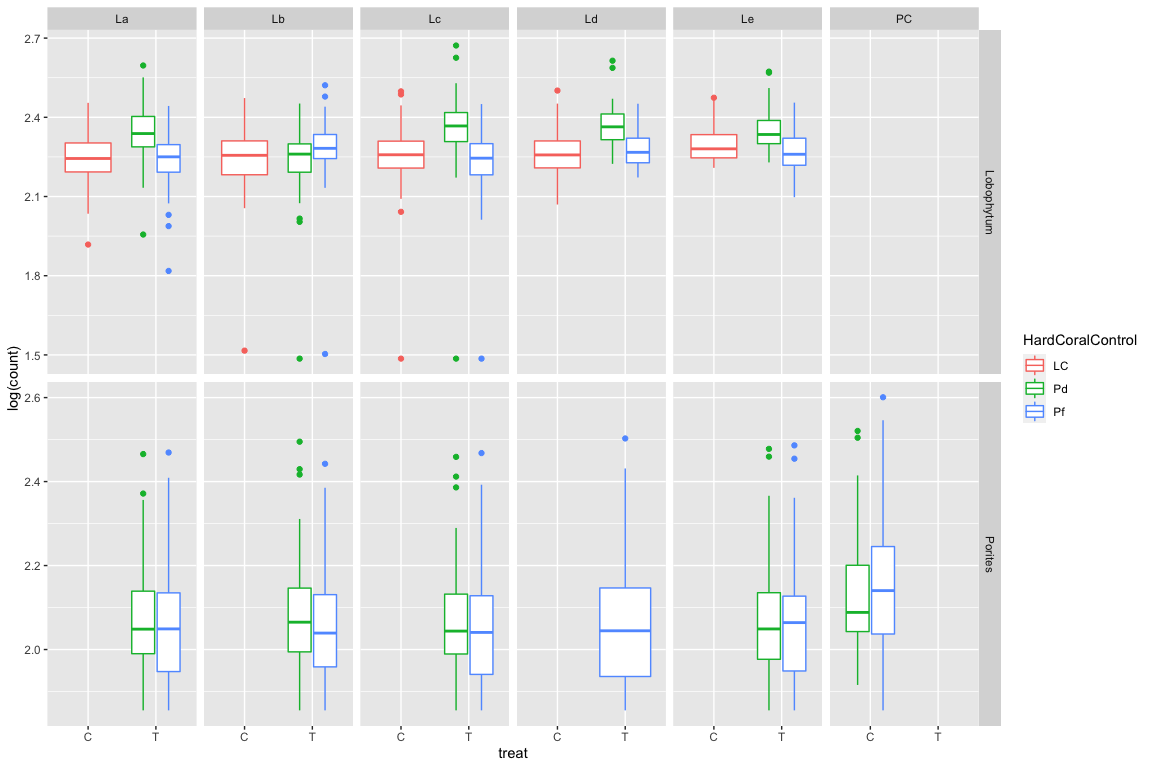 La Lb Lc Ld Le PC
2.7
2.4
2.1
1.8
1.5
Lobophytum
log(count)
2.6
2.4
2.2
2.0
Porites
C T C T C T C T C T C T
treat
HardCoralControl
LC
Pd
Pf